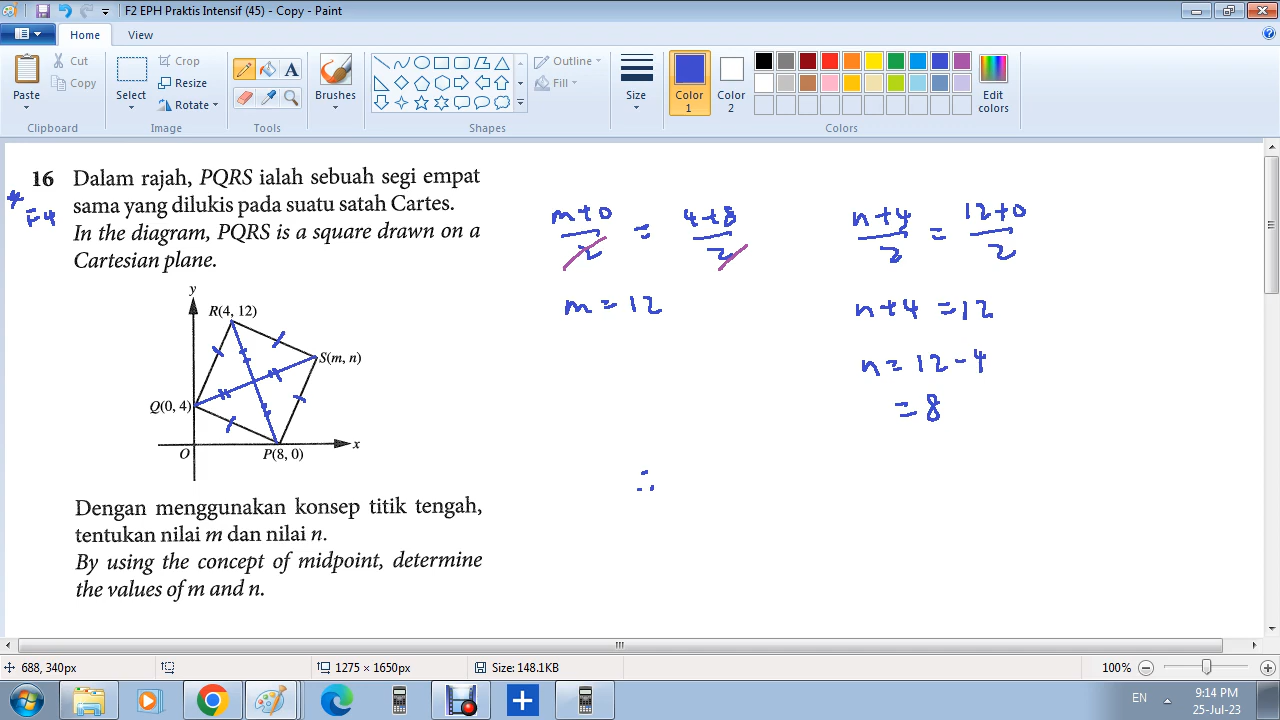 F2 EPH Praktis Intensif (45) - Copy - Paint
Home View
Paste Cut Copy Select Crop Resize Rotate Brushes Outline Fill Size Color 1 Color 2 Edit colors
Clipboard Image Tools Shapes Colors
16 Dalam rajah, PQRS ialah sebuah segi empat
sama yang dilukis pada suatu satah Cartes.
In the diagram, PQRS is a square drawn on a
Cartesian plane.
y
R(4, 12)
S(m, n)
Q(0, 4)
O P(8, 0) x
Dengan menggunakan konsep titik tengah,
tentukan nilai m dan nilai n.
By using the concept of midpoint, determine
the values of m and n.
* F4
m+0/2 = 4+8/2
m = 12
n+4/2 = 12+0/2
n+4 = 12
n = 12-4
= 8
∴
688, 340px 1275 × 1650px Size: 148.1KB 100%
EN 9:14 PM
25-Jul-23